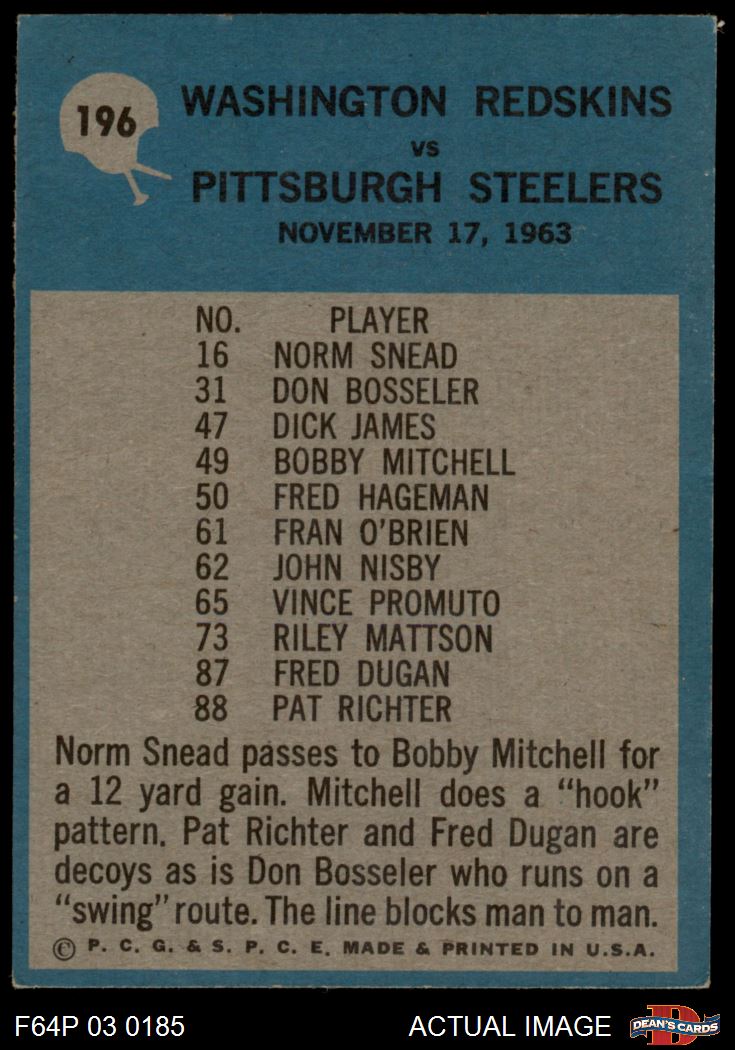 196
WASHINGTON REDSKINS
VS
PITTSBURGH STEELERS
NOVEMBER 17, 1963
NO. PLAYER
16 NORM SNEAD
31 DON BOSSELER
47 DICK JAMES
49 BOBBY MITCHELL
50 FRED HAGEMAN
61 FRAN O'BRIEN
62 JOHN NISBY
65 VINCE PROMUTO
73 RILEY MATTSON
87 FRED DUGAN
88 PAT RICHTER
Norm Snead passes to Bobby Mitchell for
a 12 yard gain. Mitchell does a “hook”
pattern. Pat Richter and Fred Dugan are
decoys as is Don Bosseler who runs on a
“swing” route. The line blocks man to man.
© P. C. G. & S. P. C. E. MADE & PRINTED IN U.S.A.
F64P 03 0185 ACTUAL IMAGE D DEAN'S CARDS